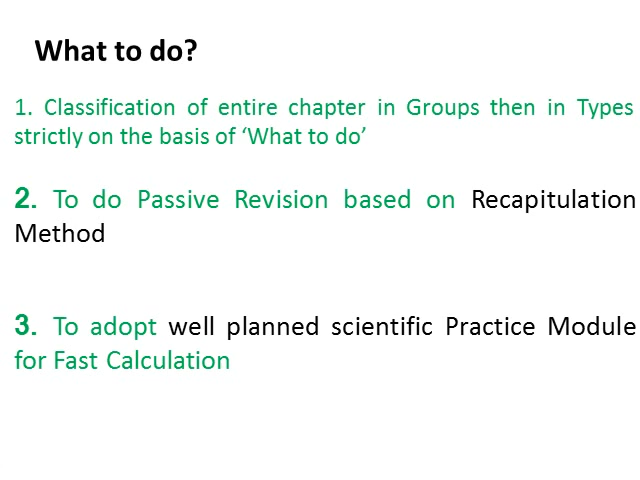 What to do?
1. Classification of entire chapter in Groups then in Types
strictly on the basis of ‘What to do’
2. To do Passive Revision based on Recapitulation
Method
3. To adopt well planned scientific Practice Module
for Fast Calculation